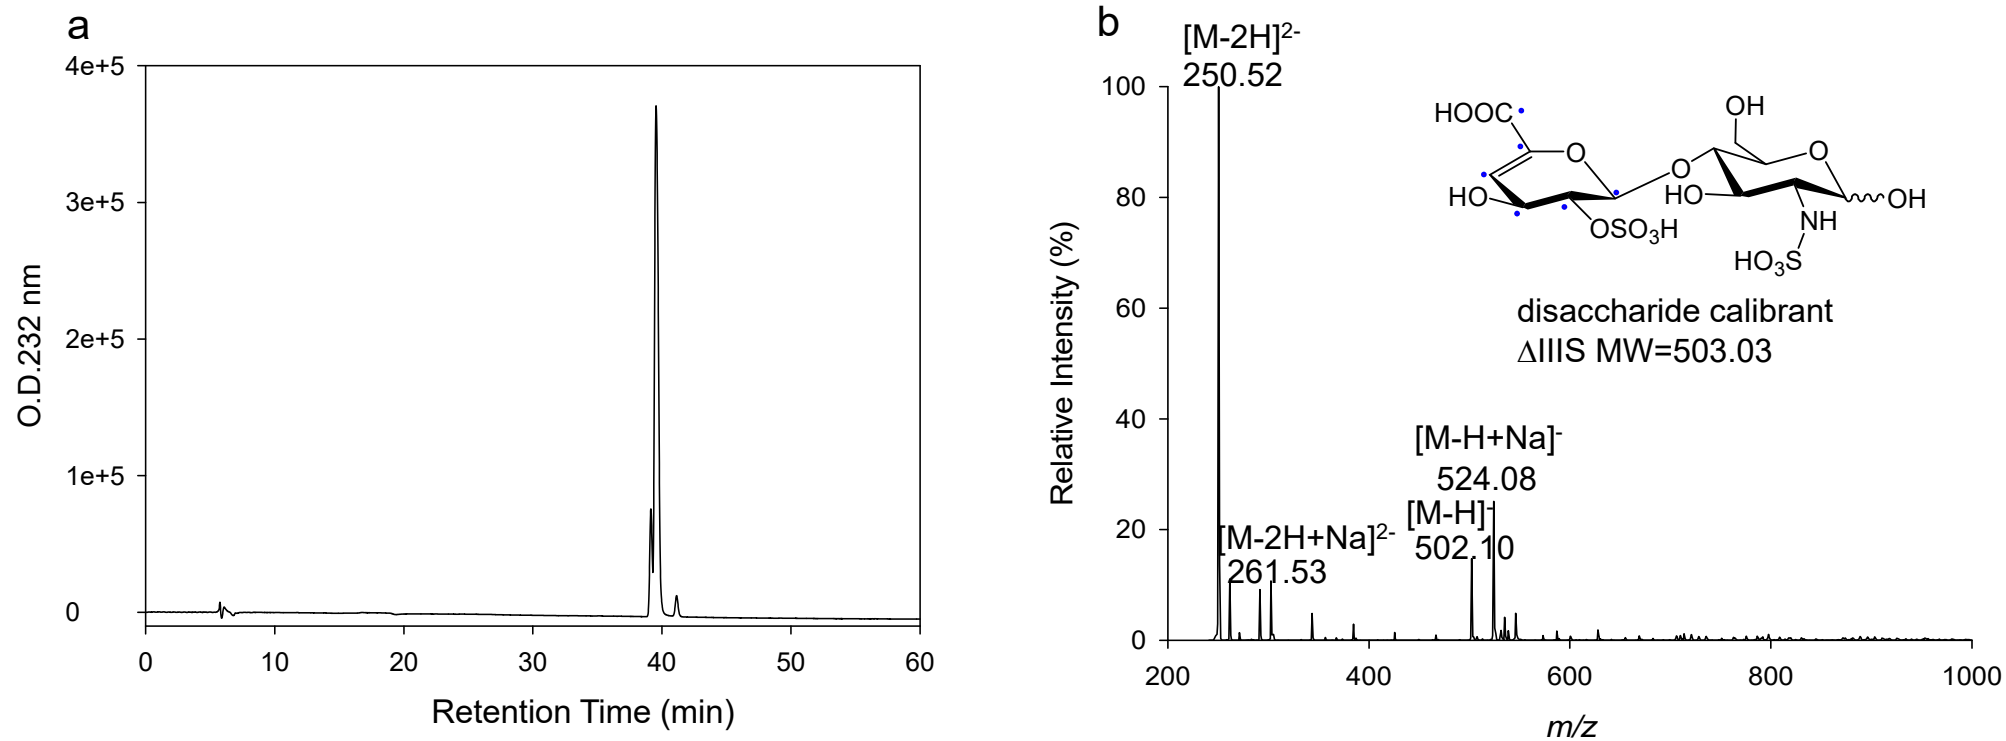 a
4e+5
3e+5
2e+5
1e+5
0
O.D.232 nm
0 10 20 30 40 50 60
Retention Time (min)
b
[M-2H]2-
250.52
100
80
60
40
20
0
Relative Intensity (%)
HOOC
O
HO
OSO3H
O
OH
O
HO
OH
NH
HO3S
disaccharide calibrant
ΔIIIS MW=503.03
[M-H+Na]-
524.08
[M-H]-
502.10
[M-2H+Na]2-
261.53
200 400 600 800 1000
m/z